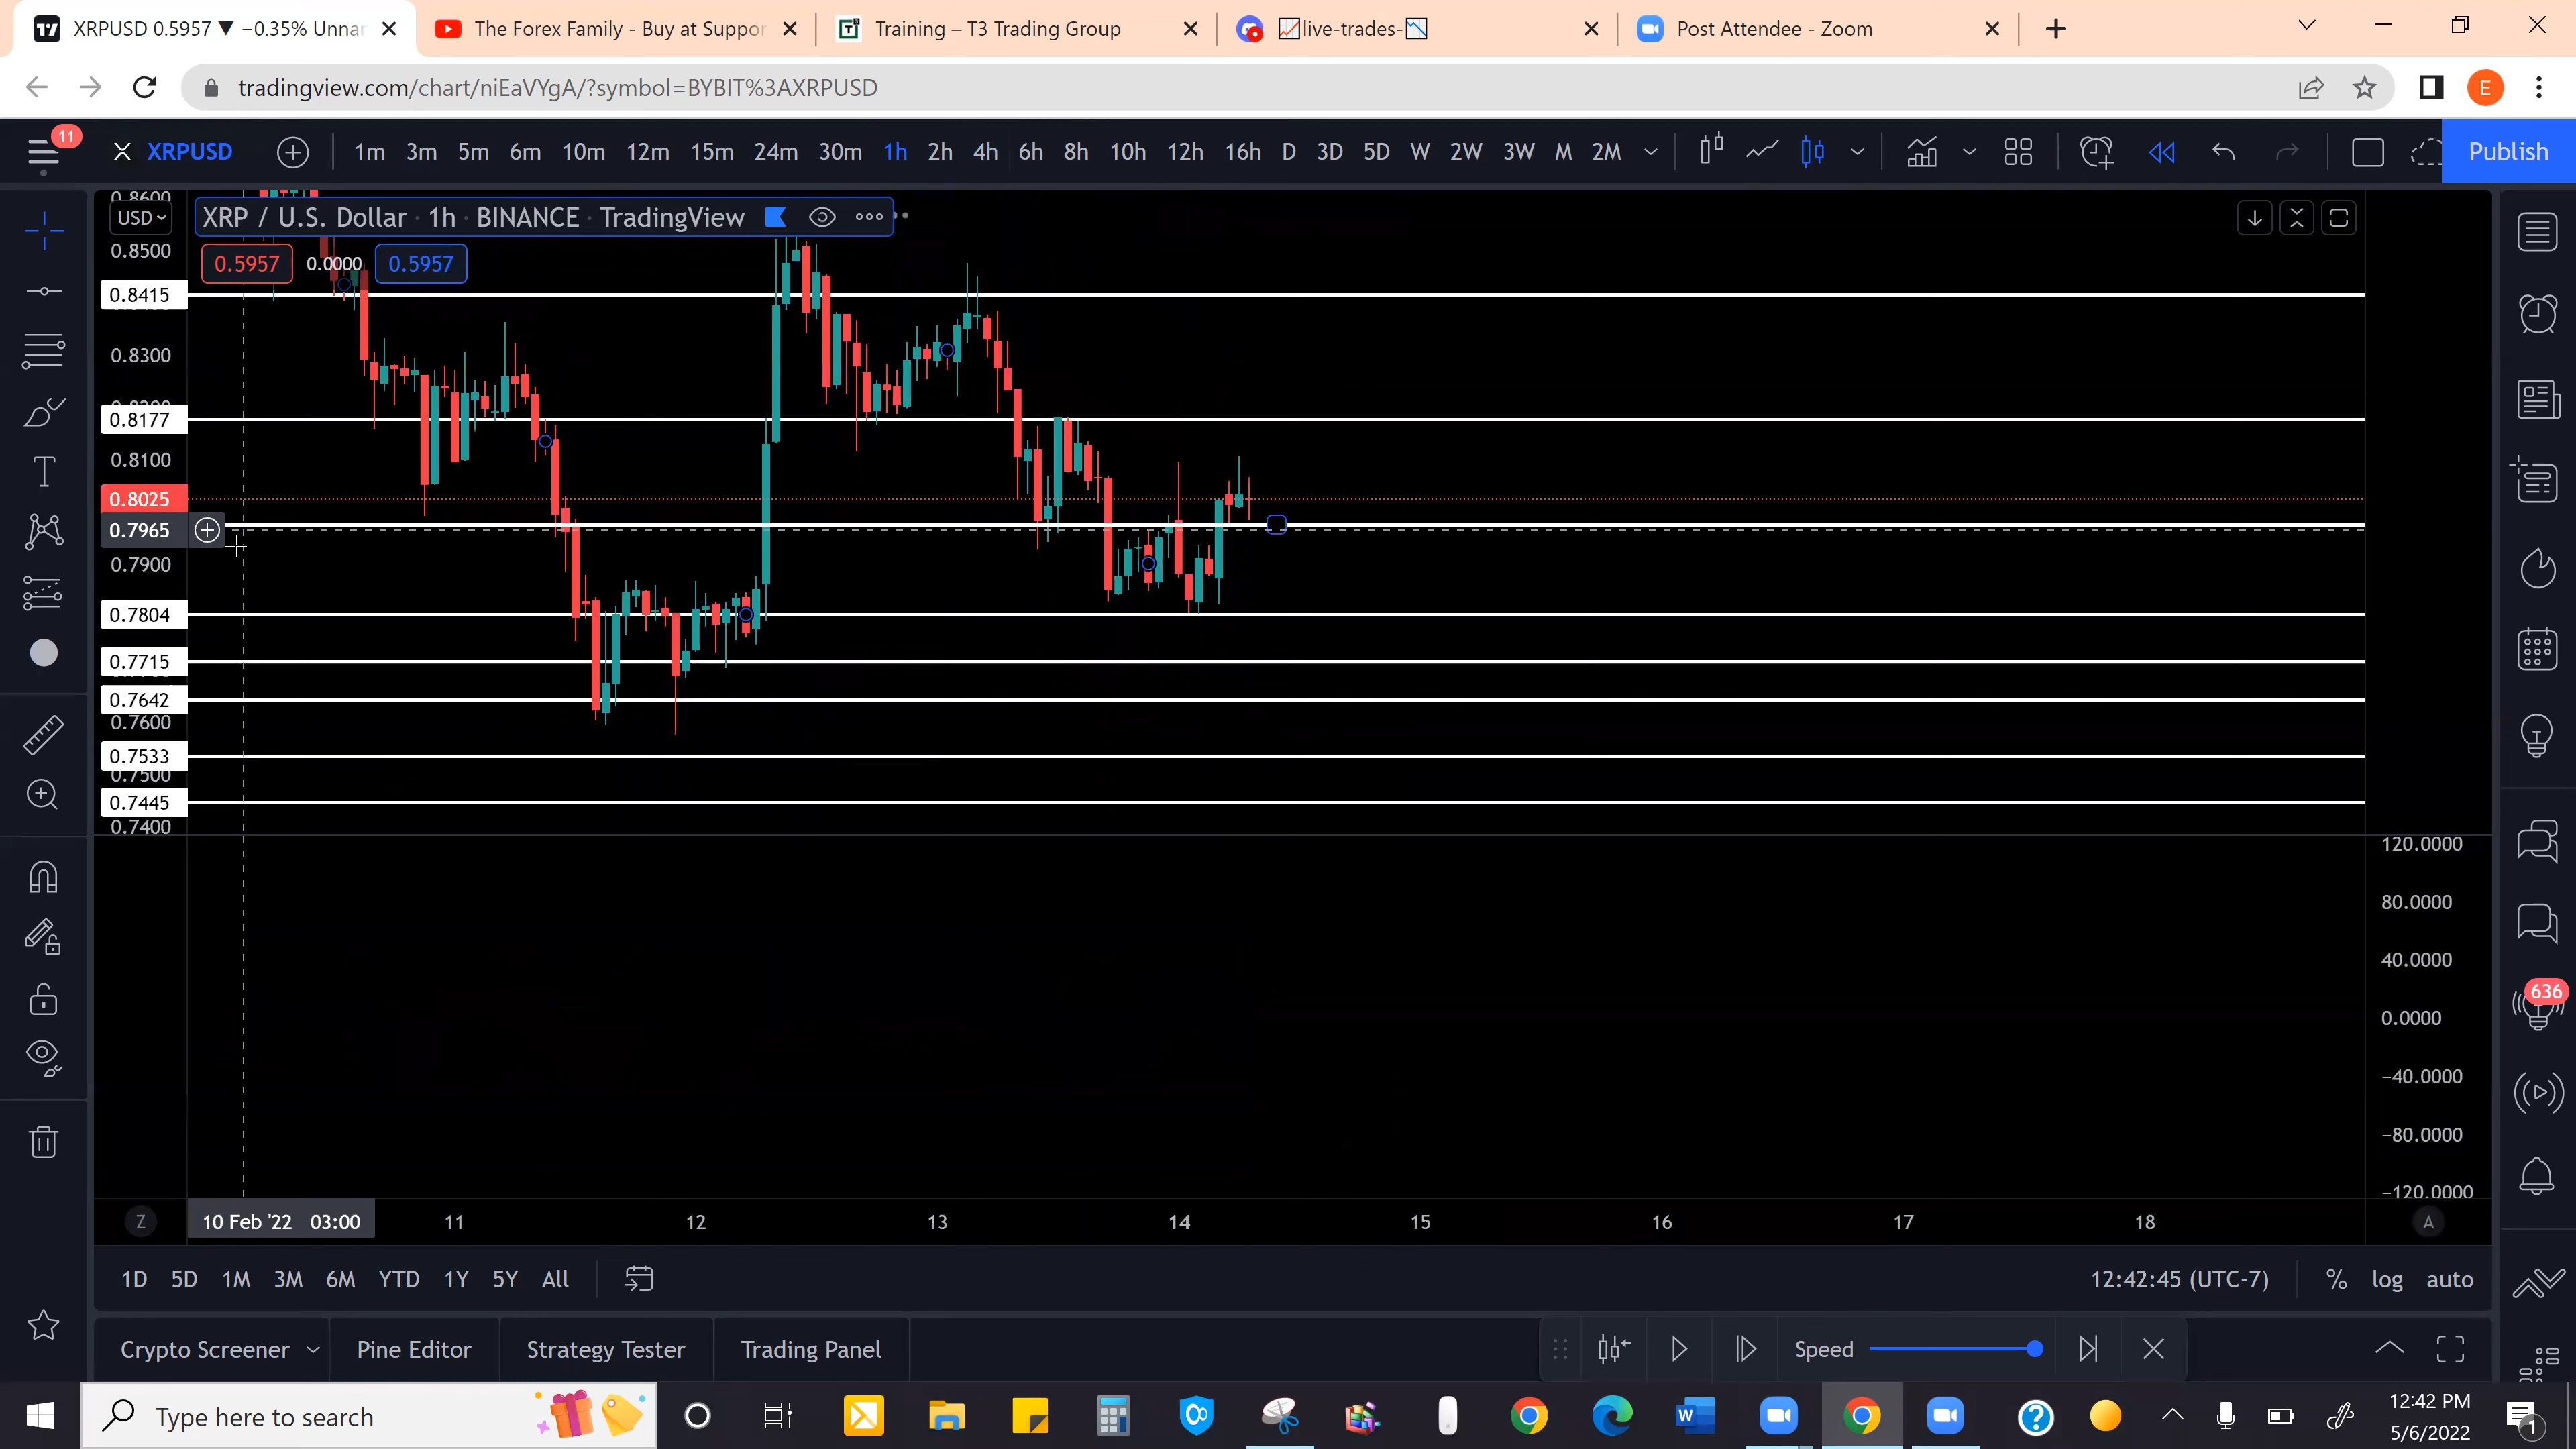 XRPUSD 0.5957 ▼ −0.35% Unnar
The Forex Family - Buy at Suppor
Training – T3 Trading Group
live-trades-
Post Attendee - Zoom
tradingview.com/chart/niEaVYgA/?symbol=BYBIT%3AXRPUSD
E
11
XRPUSD
1m 3m 5m 6m 10m 12m 15m 24m 30m 1h 2h 4h 6h 8h 10h 12h 16h D 3D 5D W 2W 3W M 2M
Publish
0.8600
USD
XRP / U.S. Dollar · 1h · BINANCE · TradingView
0.8500
0.5957 0.0000 0.5957
0.8415
0.8300
0.8177
0.8100
0.8025
0.7965
0.7900
0.7804
0.7715
0.7642
0.7600
0.7533
0.7500
0.7445
0.7400
120.0000
80.0000
40.0000
0.0000
−40.0000
−80.0000
−120.0000
636
Z
10 Feb '22 03:00
11 12 13 14 15 16 17 18
A
1D 5D 1M 3M 6M YTD 1Y 5Y All
12:42:45 (UTC-7)
% log auto
Crypto Screener
Pine Editor
Strategy Tester
Trading Panel
Speed
Type here to search
12:42 PM
5/6/2022
1